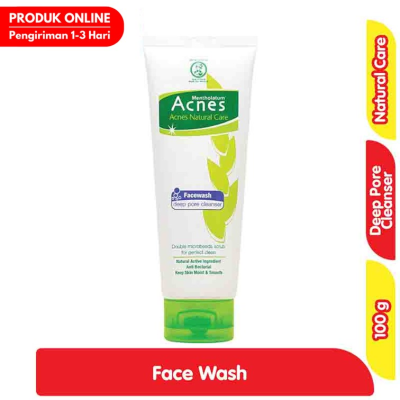 PRODUK ONLINE
Pengiriman 1-3 Hari
Mentholatum
Acnes
Acnes Natural Care
Facewash
deep pore cleanser
Double microbeads scrub
for perfect clean
Natural Active Ingredient
Anti Bacterial
Keep Skin Moist & Smooth
Natural Care
Deep Pore
Cleanser
100 g
Face Wash